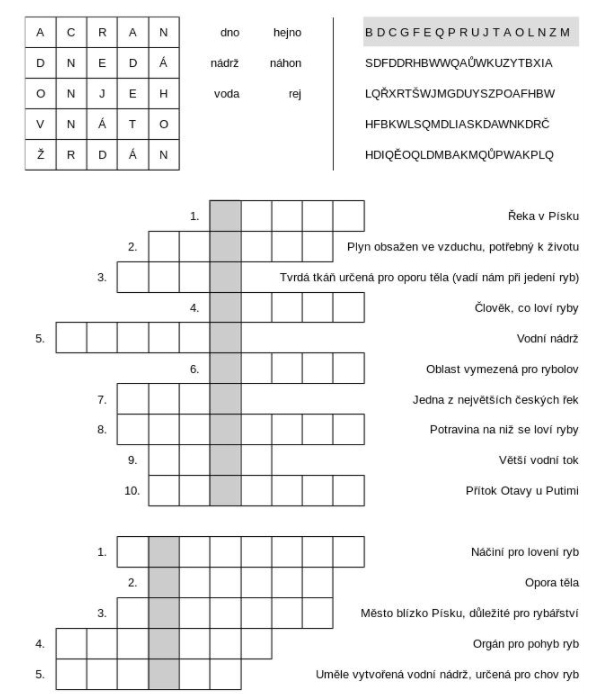 A C R A N dno hejno B D C G F E Q P R U J T A O L N Z M
D N E D Á nádrž náhon SDFDDRHBWWQAŮWKUZYTBXIA
O N J E H voda rej LQŘXRTŠWJMGDUYSZPOAFHBW
V N Á T O HFBKWLSQMDLIASKDAWNKDRČ
Ž R D Á N HDIQĚOQLDMBAKMQŮPWAKPLQ
1. Řeka v Písku
2. Plyn obsažen ve vzduchu, potřebný k životu
3. Tvrdá tkáň určená pro oporu těla (vadí nám při jedení ryb)
4. Člověk, co loví ryby
5. Vodní nádrž
6. Oblast vymezená pro rybolov
7. Jedna z největších českých řek
8. Potravina na niž se loví ryby
9. Větší vodní tok
10. Přítok Otavy u Putimi
1. Náčiní pro lovení ryb
2. Opora těla
3. Město blízko Písku, důležité pro rybářství
4. Orgán pro pohyb ryb
5. Uměle vytvořená vodní nádrž, určená pro chov ryb